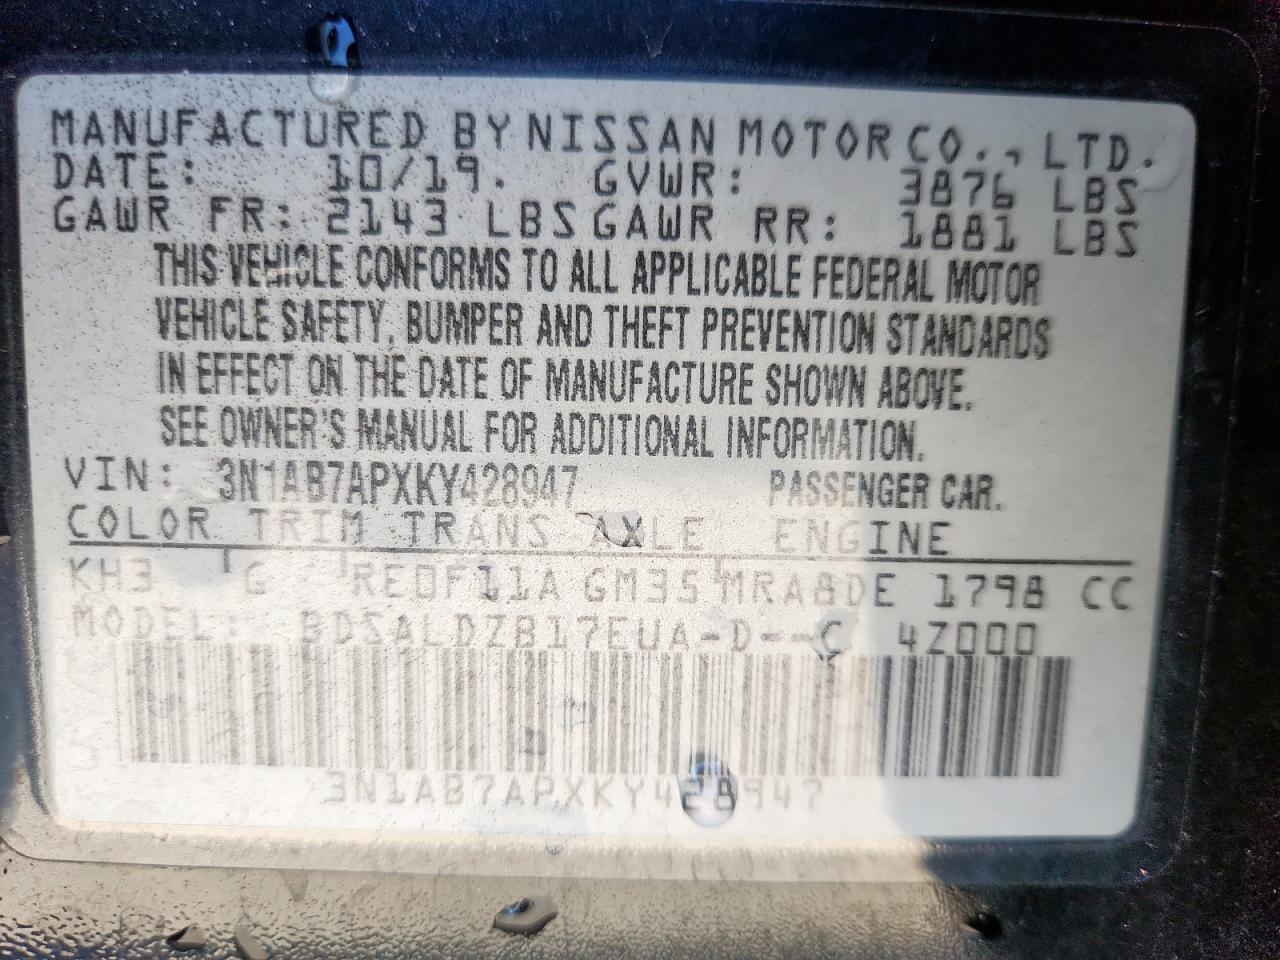 MANUFACTURED BY NISSAN MOTOR CO., LTD.
DATE: 10/19. GVWR: 3876 LBS
GAWR FR: 2143 LBS GAWR RR: 1881 LBS
THIS VEHICLE CONFORMS TO ALL APPLICABLE FEDERAL MOTOR
VEHICLE SAFETY, BUMPER AND THEFT PREVENTION STANDARDS
IN EFFECT ON THE DATE OF MANUFACTURE SHOWN ABOVE.
SEE OWNER'S MANUAL FOR ADDITIONAL INFORMATION.
VIN: 3N1AB7APXKY428947 PASSENGER CAR.
COLOR TRIM TRANS AXLE ENGINE
KH3 G RE0F11A GM35 MRA8DE 1798 CC
MODEL: BDSALDZB17EUA-D--C 4Z000
3N1AB7APXKY428947